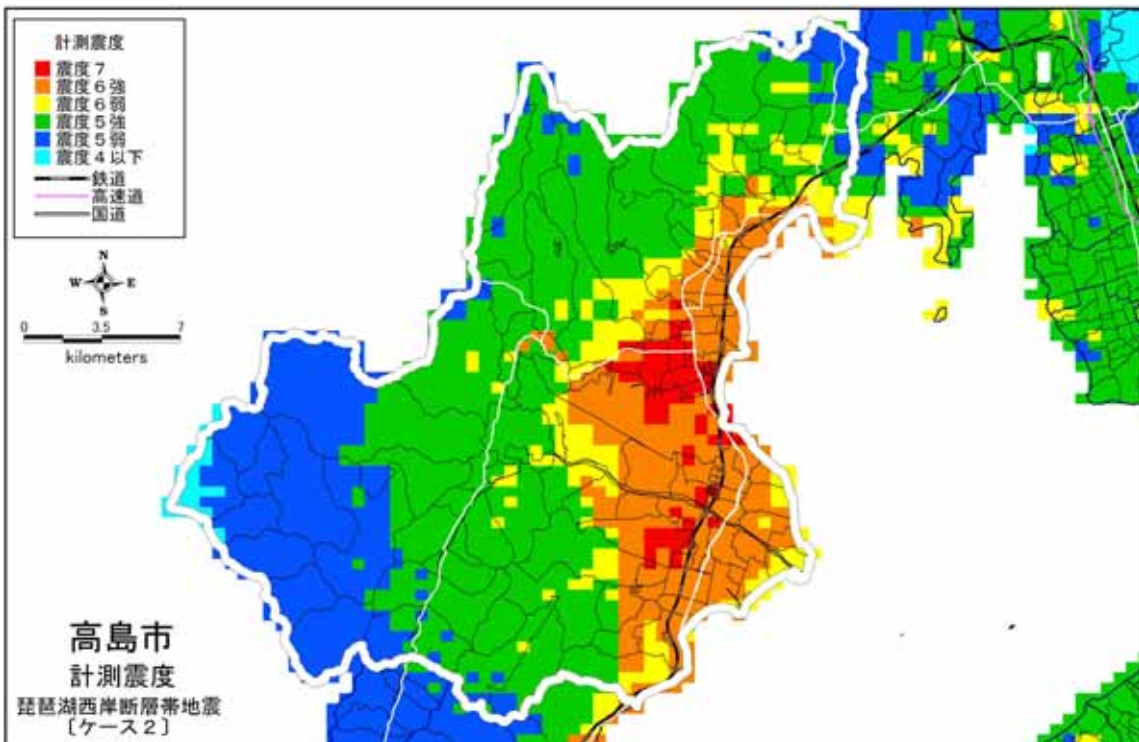 計測震度
震度7
震度6強
震度6弱
震度5強
震度5弱
震度4以下
鉄道
高速道
国道
N
W E
S
0 3.5 7
kilometers
高島市
計測震度
琵琶湖西岸断層帯地震
〔ケース2〕